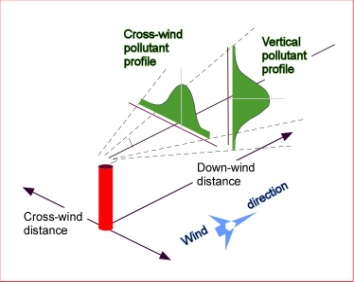 Cross-wind
pollutant
profile
Vertical
pollutant
profile
Down-wind
distance
Cross-wind
distance
Wind direction